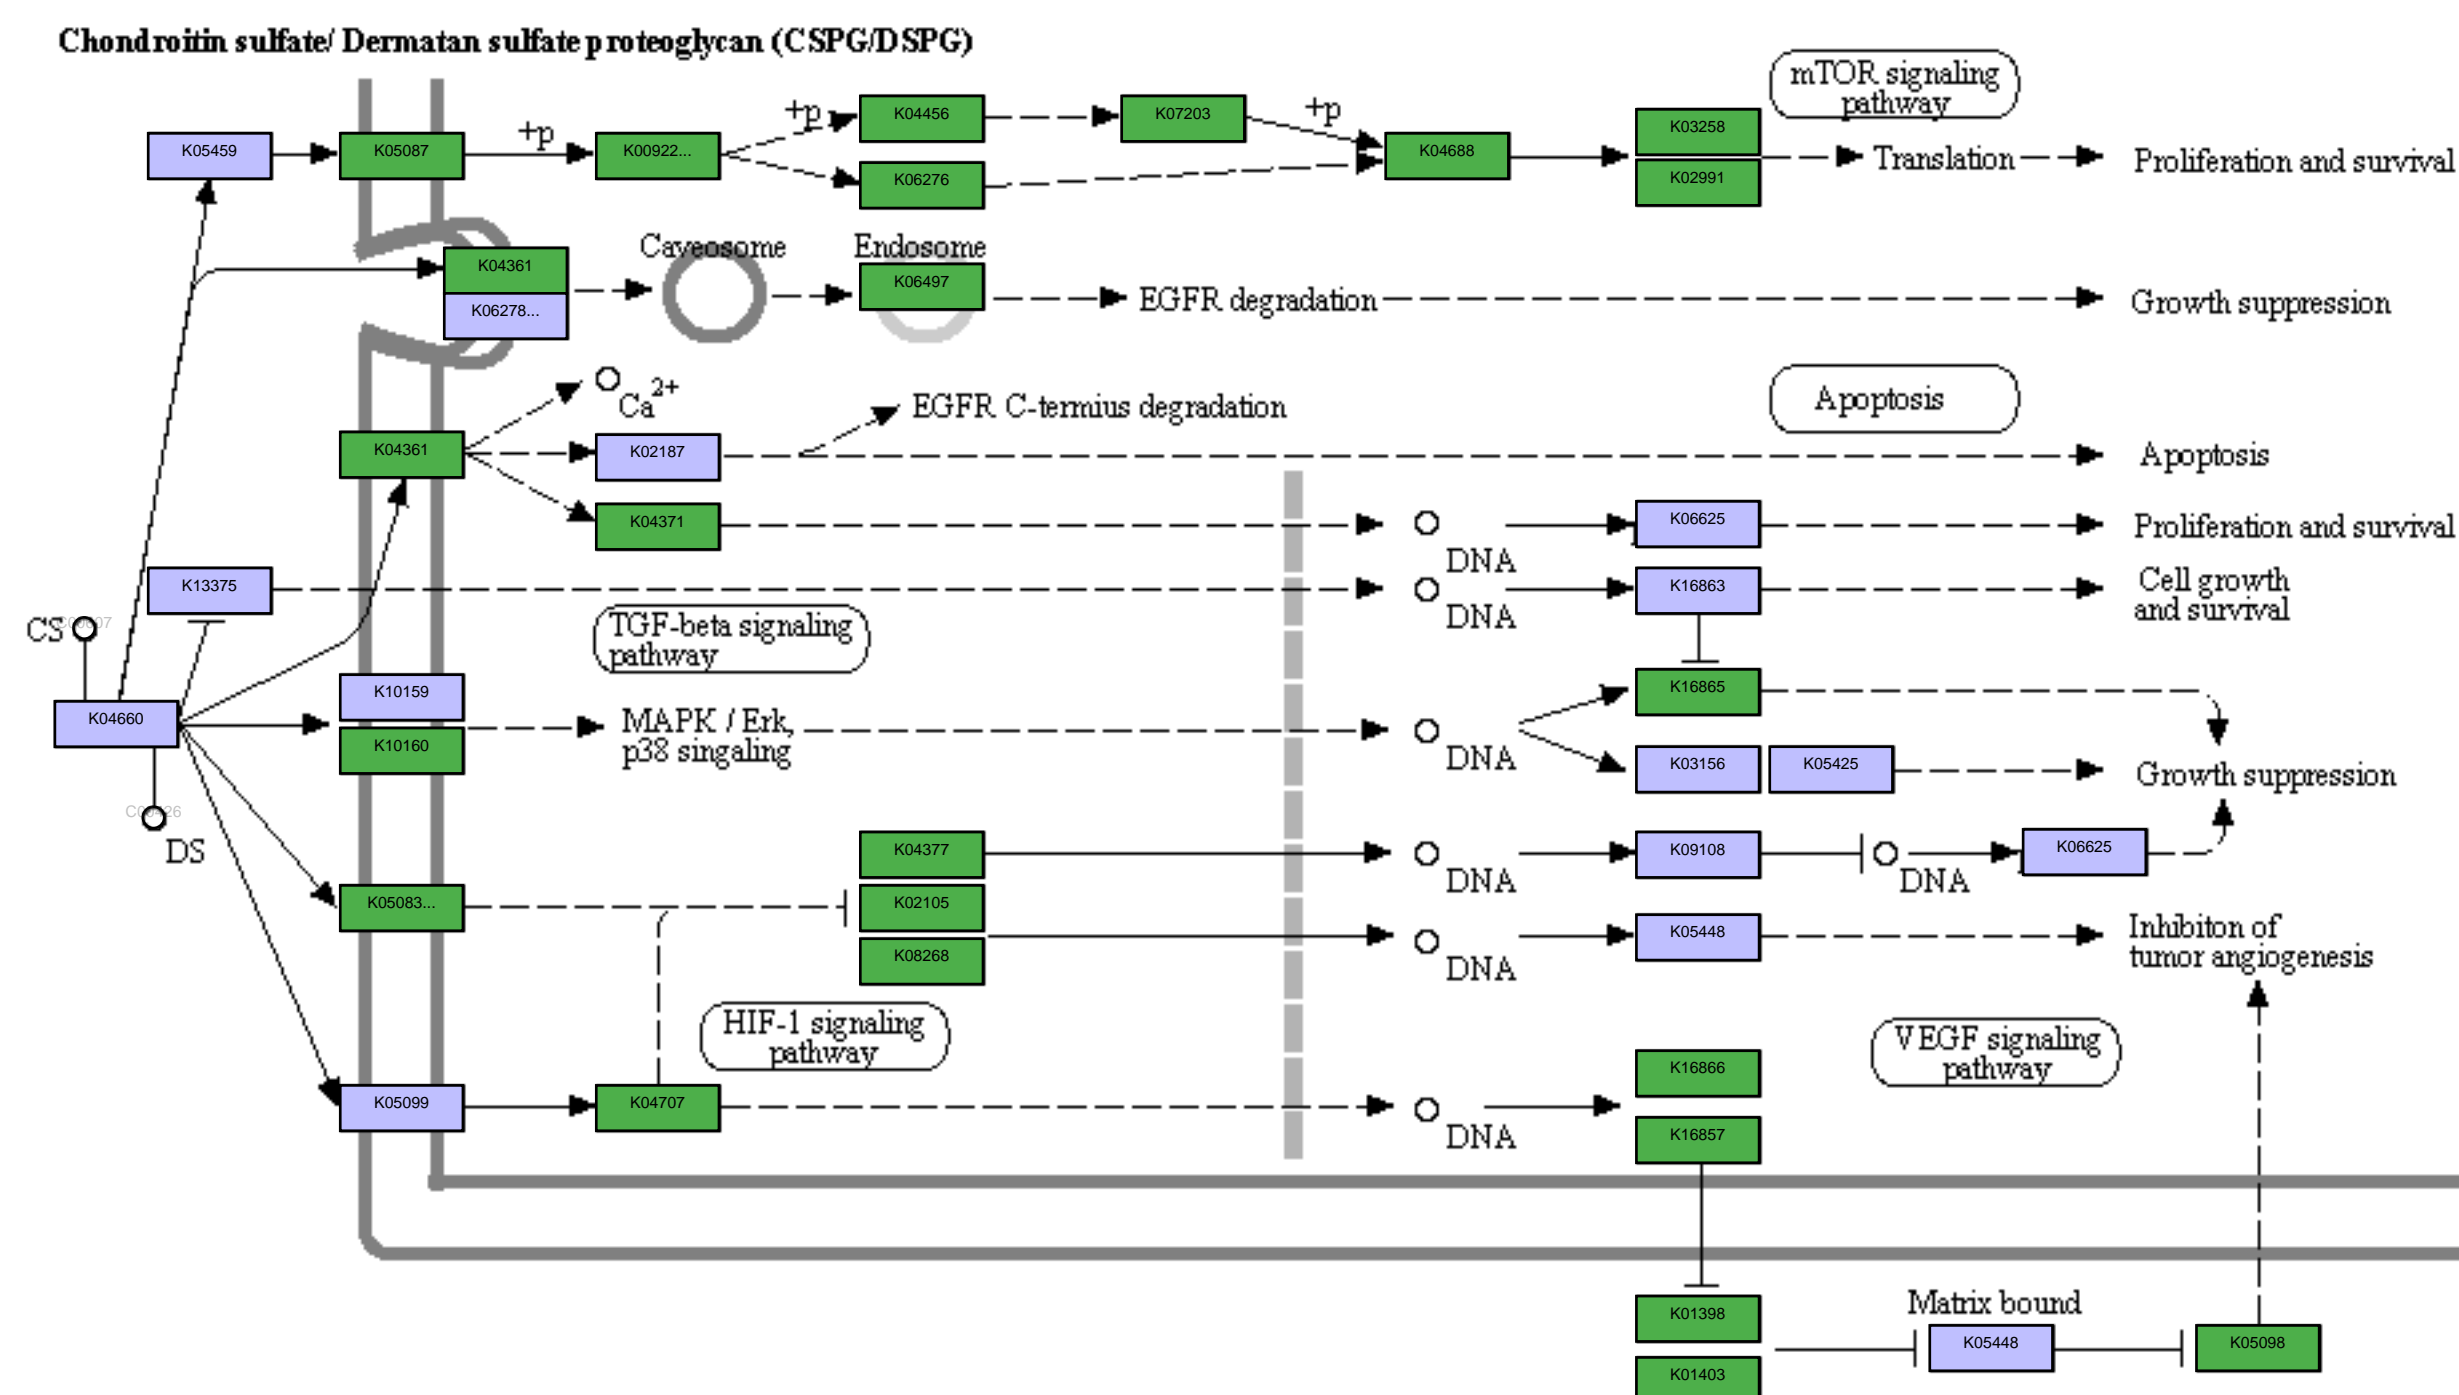 Chondroitin sulfate/ Dermatan sulfate proteoglycan (CSPG/DSPG)
mTOR signaling
pathway
K05459
K05087
+p
K00922...
+p
K04456
K06276
K07203
+p
K04688
K03258
K02991
Translation
Proliferation and survival
K04361
K06278...
Caveosome
Endosome
K06497
EGFR degradation
Growth suppression
Ca2+
EGFR C-termius degradation
Apoptosis
K04361
K02187
Apoptosis
K04371
DNA
K06625
Proliferation and survival
K13375
DNA
K16863
Cell growth
and survival
CS
TGF-beta signaling
pathway
K04660
K10159
K10160
MAPK / Erk,
p38 singaling
DNA
K16865
K03156
K05425
Growth suppression
DS
K04377
DNA
K09108
DNA
K06625
K05083...
K02105
K08268
DNA
K05448
Inhibiton of
tumor angiogenesis
HIF-1 signaling
pathway
VEGF signaling
pathway
K05099
K04707
DNA
K16866
K16857
K01398
K01403
Matrix bound
K05448
K05098